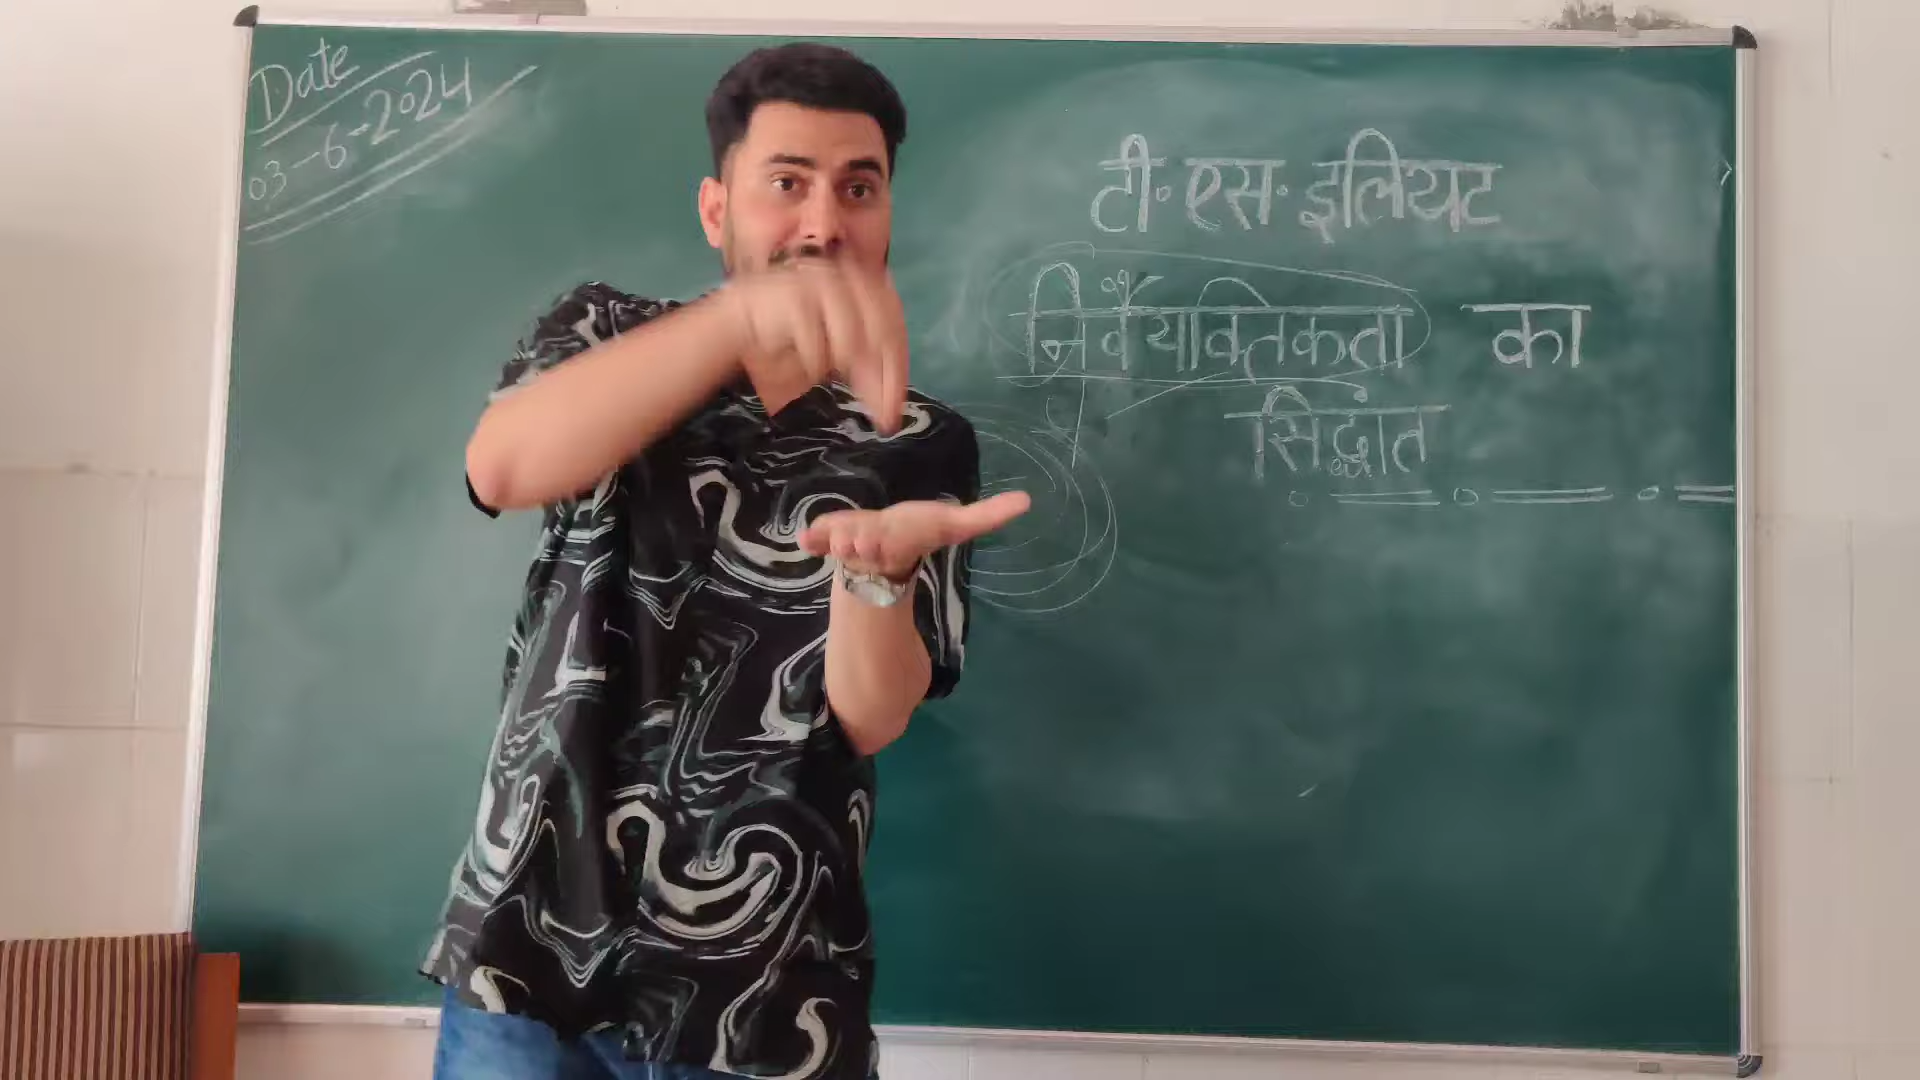 Date
03-6-2024
टी. एस. इलियट
निर्वैयक्तिकता का
सिद्धांत